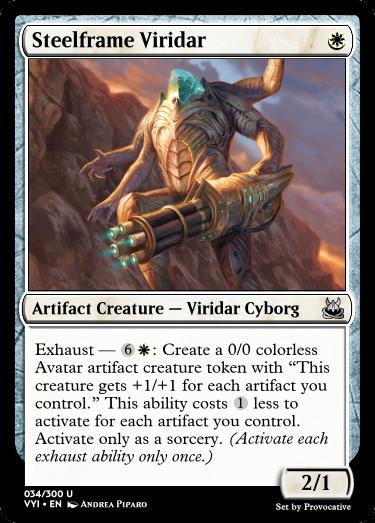 Steelframe Viridar
Artifact Creature — Viridar Cyborg
Exhaust — 6: Create a 0/0 colorless
Avatar artifact creature token with “This
creature gets +1/+1 for each artifact you
control.” This ability costs 1 less to
activate for each artifact you control.
Activate only as a sorcery. (Activate each
exhaust ability only once.)
2/1
034/300 U
VYI • EN Andrea Piparo
Set by Provocative